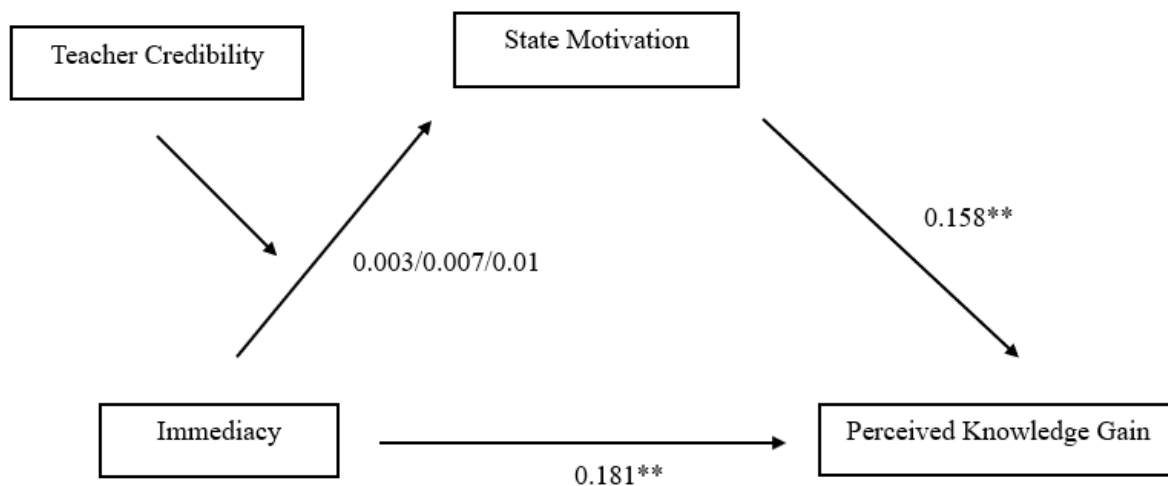 State Motivation
Teacher Credibility
0.158**
0.003/0.007/0.01
Immediacy
Perceived Knowledge Gain
0.181**